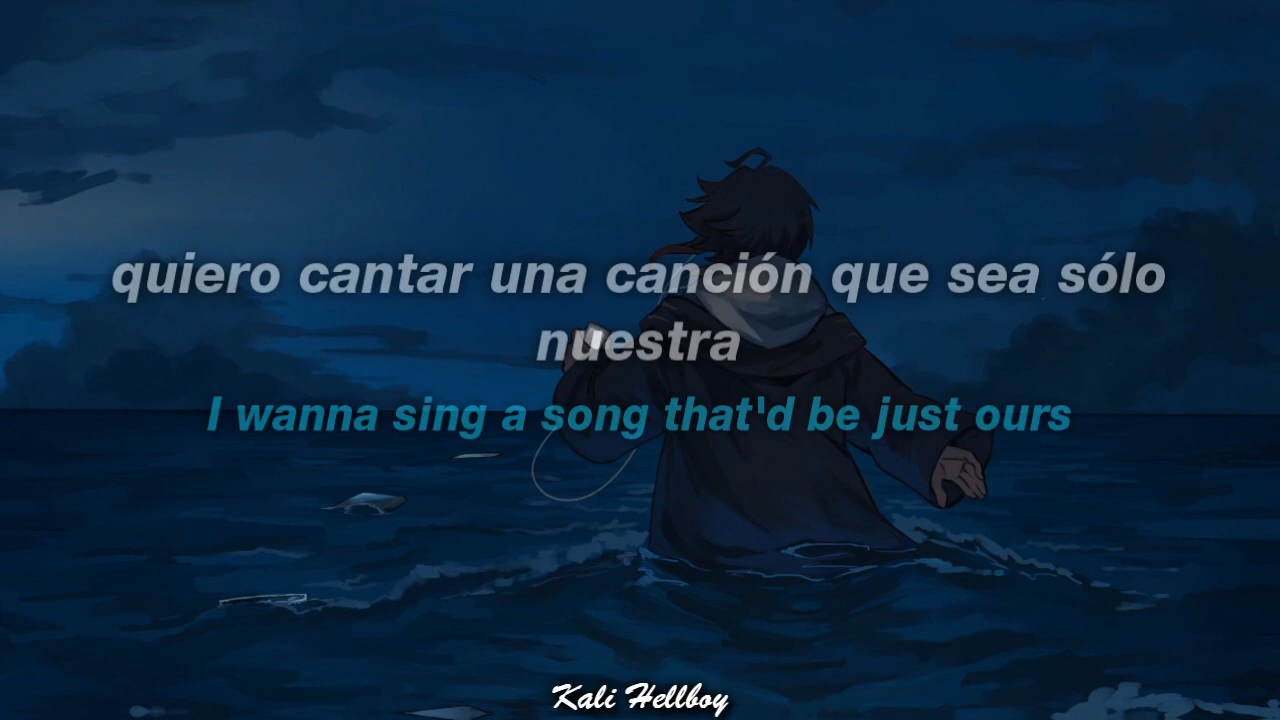 quiero cantar una canción que sea sólo
nuestra
I wanna sing a song that'd be just ours
Kali Hellboy